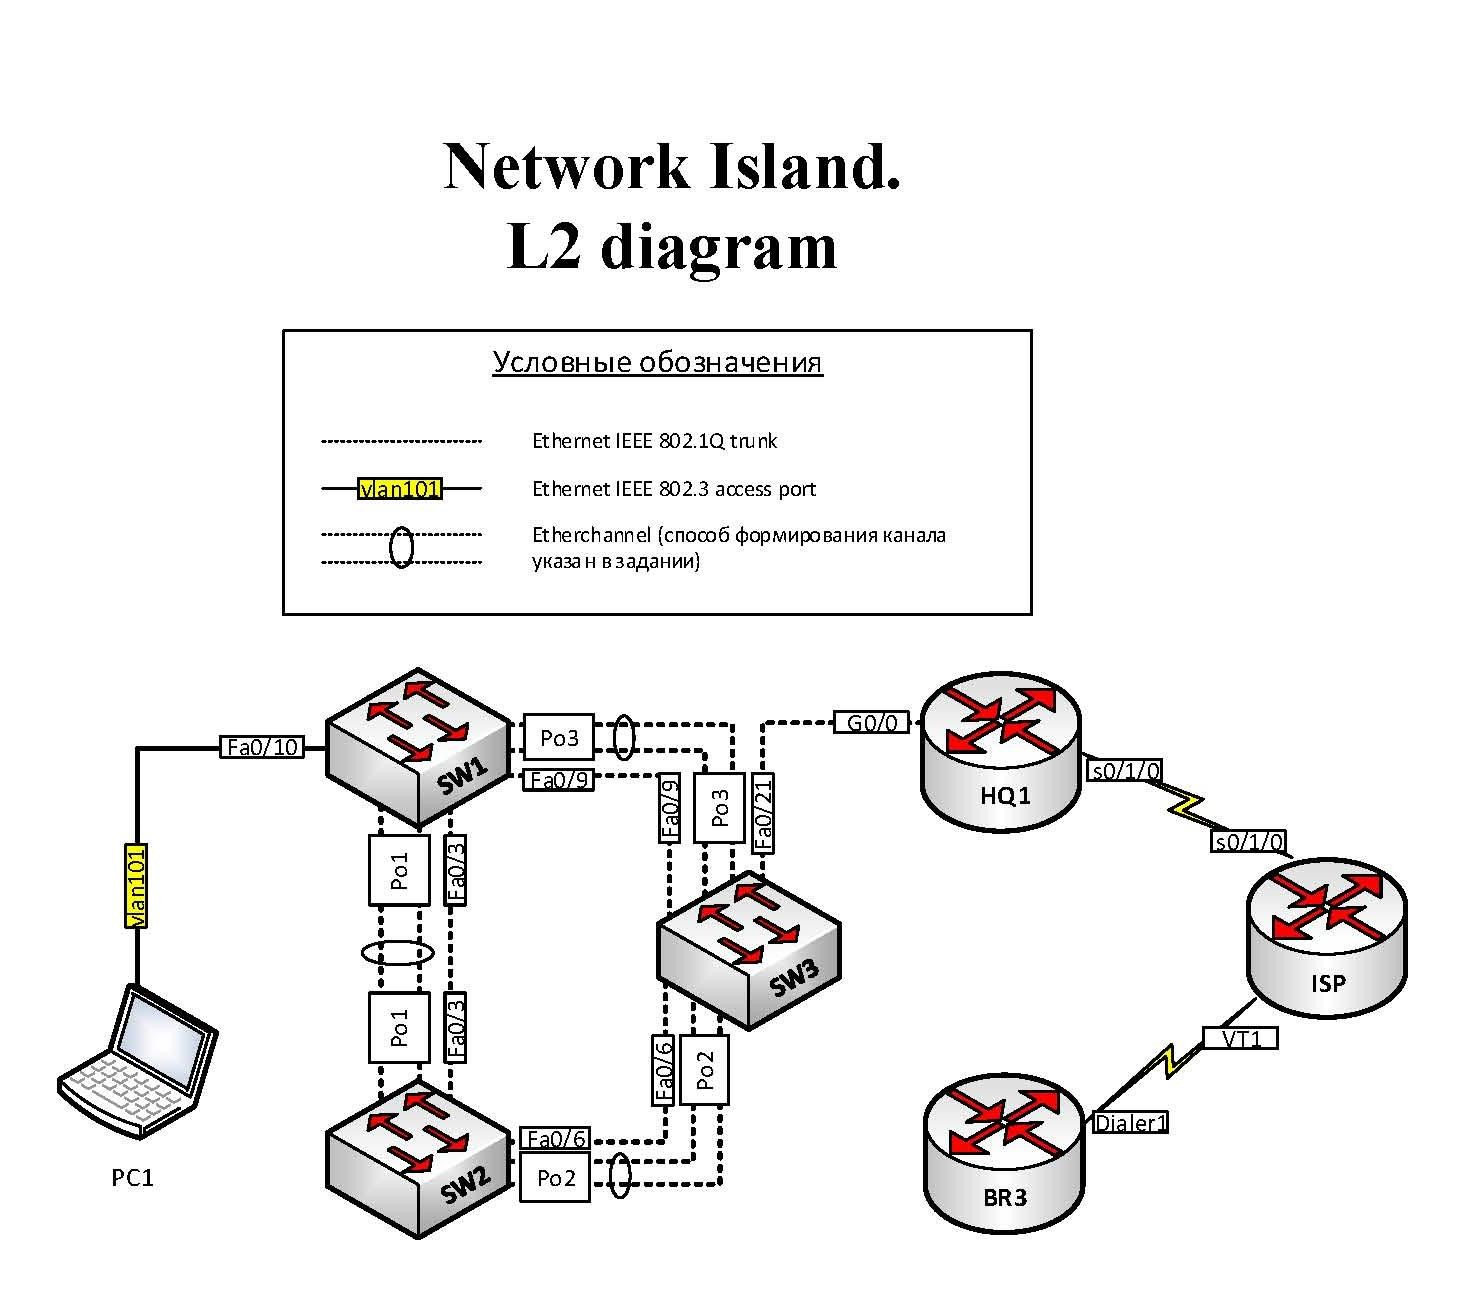 Network Island.
L2 diagram
Условные обозначения
Ethernet IEEE 802.1Q trunk
vlan101
Ethernet IEEE 802.3 access port
Etherchannel (способ формирования канала
указан в задании)
Fa0/10
SW1
Po3
Fa0/9
Fa0/9
Po3
Fa0/21
G0/0
HQ1
s0/1/0
s0/1/0
vlan101
Po1
Fa0/3
SW3
ISP
Po1
Fa0/3
Fa0/6
Po2
VT1
PC1
SW2
Fa0/6
Po2
Dialer1
BR3